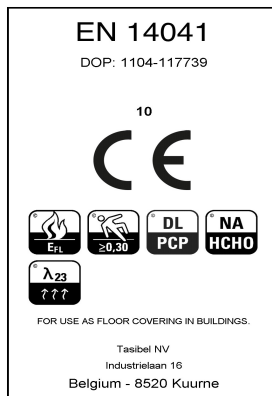 EN 14041
DOP: 1104-117739
10
CE
EFL
≥0,30
DL
PCP
NA
HCHO
λ23
FOR USE AS FLOOR COVERING IN BUILDINGS.
Tasibel NV
Industrielaan 16
Belgium - 8520 Kuurne